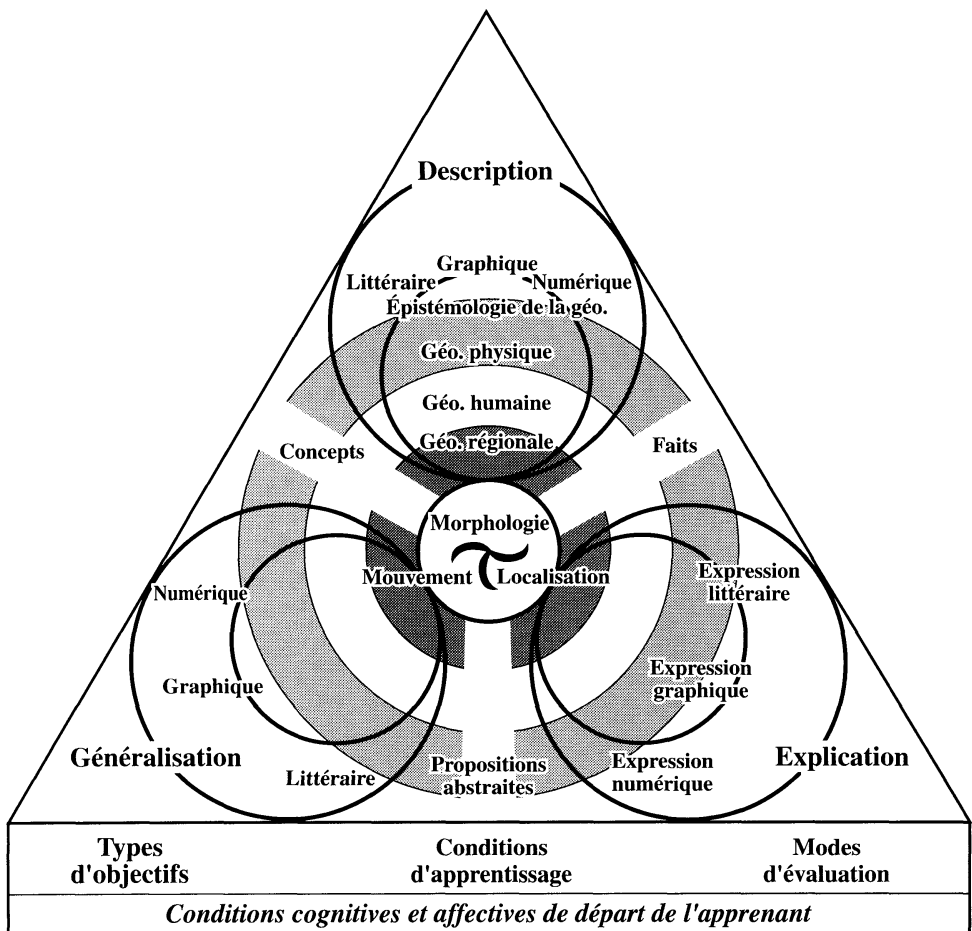 Description
Graphique
Littéraire Numérique
Épistémologie de la géo.
Géo. physique
Géo. humaine
Géo. régionale
Concepts
Faits
Morphologie
Mouvement Localisation
Numérique
Expression
littéraire
Graphique
Expression
graphique
Généralisation
Explication
Littéraire
Propositions
abstraites
Expression
numérique
Types
d'objectifs
Conditions
d'apprentissage
Modes
d'évaluation
Conditions cognitives et affectives de départ de l'apprenant